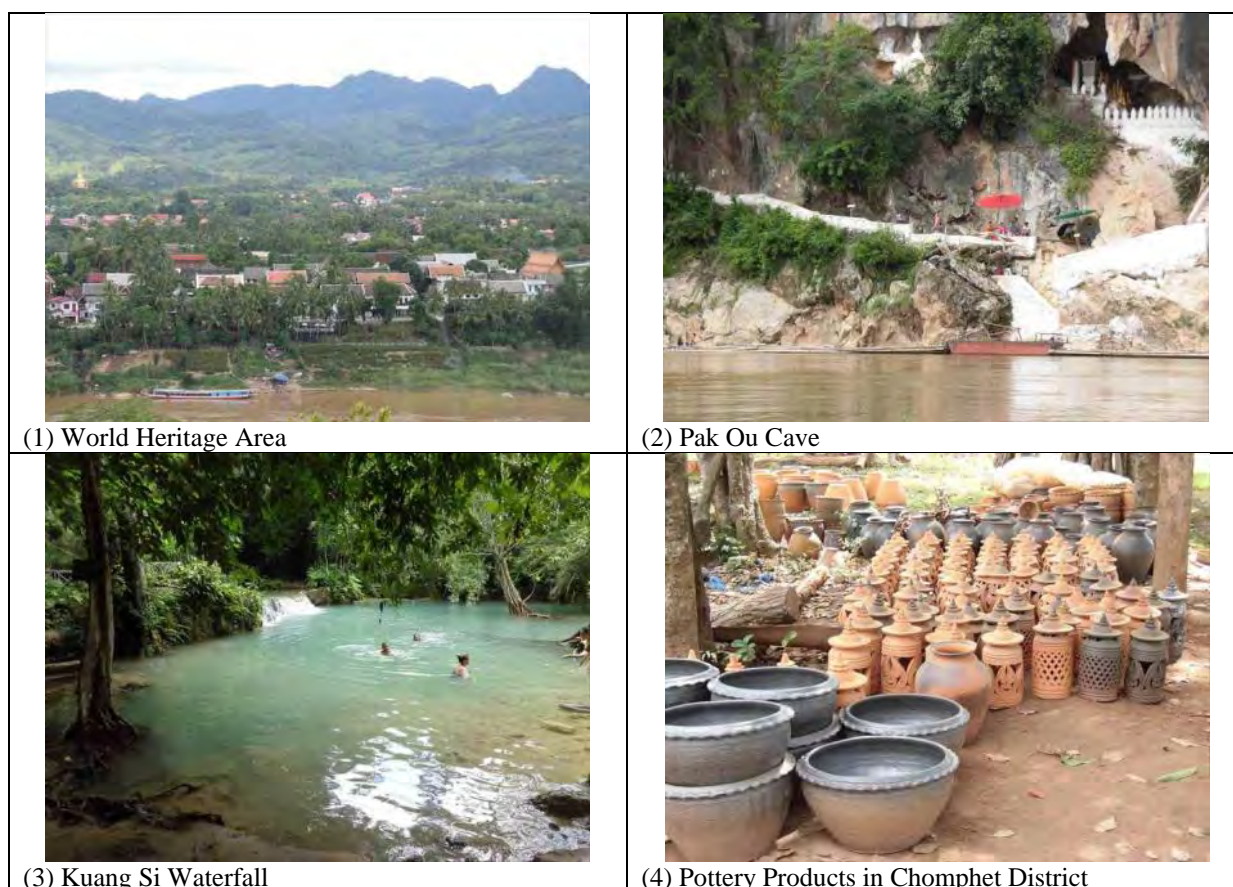 (1) World Heritage Area
(2) Pak Ou Cave
(3) Kuang Si Waterfall
(4) Pottery Products in Chomphet District